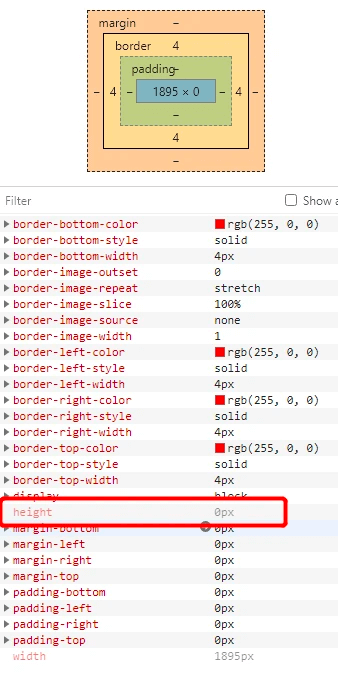 margin –
border 4
padding –
– 4 – 1895 × 0 – 4 –
–
4
–
Filter Show a
border-bottom-color rgb(255, 0, 0)
border-bottom-style solid
border-bottom-width 4px
border-image-outset 0
border-image-repeat stretch
border-image-slice 100%
border-image-source none
border-image-width 1
border-left-color rgb(255, 0, 0)
border-left-style solid
border-left-width 4px
border-right-color rgb(255, 0, 0)
border-right-style solid
border-right-width 4px
border-top-color rgb(255, 0, 0)
border-top-style solid
border-top-width 4px
display block
height 0px
margin-bottom 0px
margin-left 0px
margin-right 0px
margin-top 0px
padding-bottom 0px
padding-left 0px
padding-right 0px
padding-top 0px
width 1895px